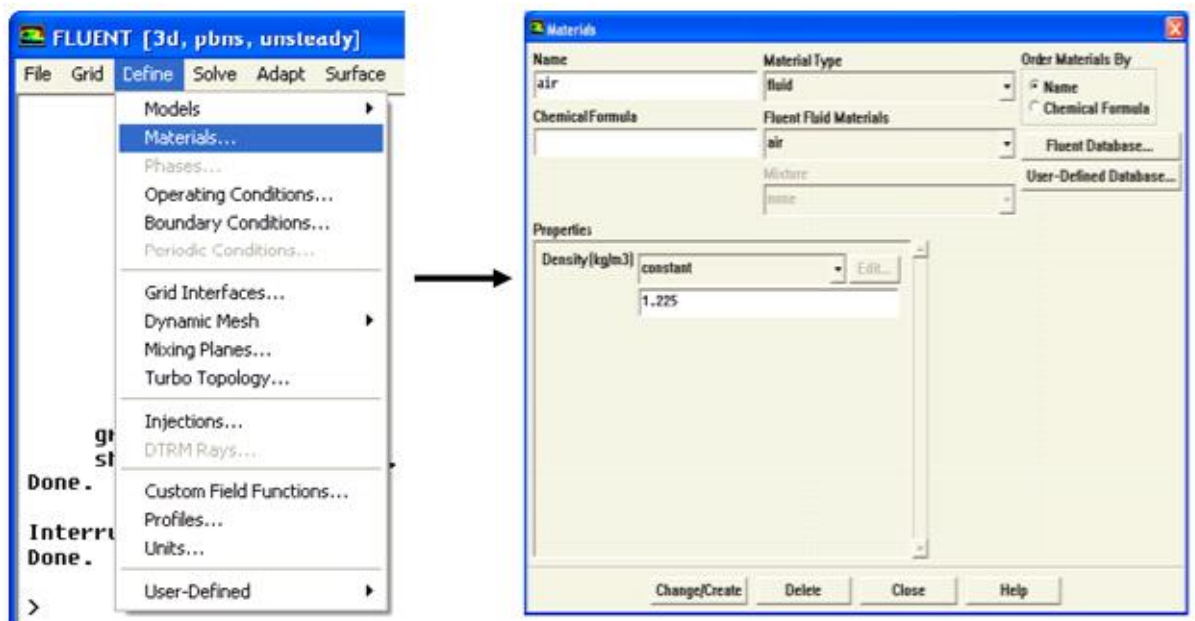 FLUENT [3d, pbns, unsteady]
File Grid Define Solve Adapt Surface
Models
Materials...
Phases...
Operating Conditions...
Boundary Conditions...
Periodic Conditions...
Grid Interfaces...
Dynamic Mesh
Mixing Planes...
Turbo Topology...
Injections...
DTRM Rays...
Custom Field Functions...
Profiles...
Units...
User-Defined
Done.
Done.
>
Materials
Name
air
Chemical Formula
Material Type
fluid
Fluent Fluid Materials
air
Mixture
none
Order Materials By
Name
Chemical Formula
Fluent Database...
User-Defined Database...
Properties
Density (kg/m3) constant Edit...
1.225
Change/Create Delete Close Help